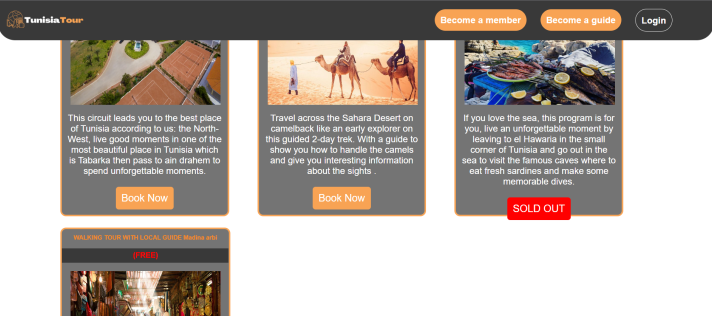 TunisiaTour
Become a member
Become a guide
Login
This circuit leads you to the best place
of Tunisia according to us: the North-
West, live good moments in one of the
most beautiful place in Tunisia which
is Tabarka then pass to ain drahem to
spend unforgettable moments.
Book Now
Travel across the Sahara Desert on
camelback like an early explorer on
this guided 2-day trek. With a guide to
show you how to handle the camels
and give you interesting information
about the sights .
Book Now
If you love the sea, this program is for
you, live an unforgettable moment by
leaving to el Hawaria in the small
corner of Tunisia and go out in the
sea to visit the famous caves where to
eat fresh sardines and make some
memorable dives.
SOLD OUT
WALKING TOUR WITH LOCAL GUIDE Madina arbi
[FREE]